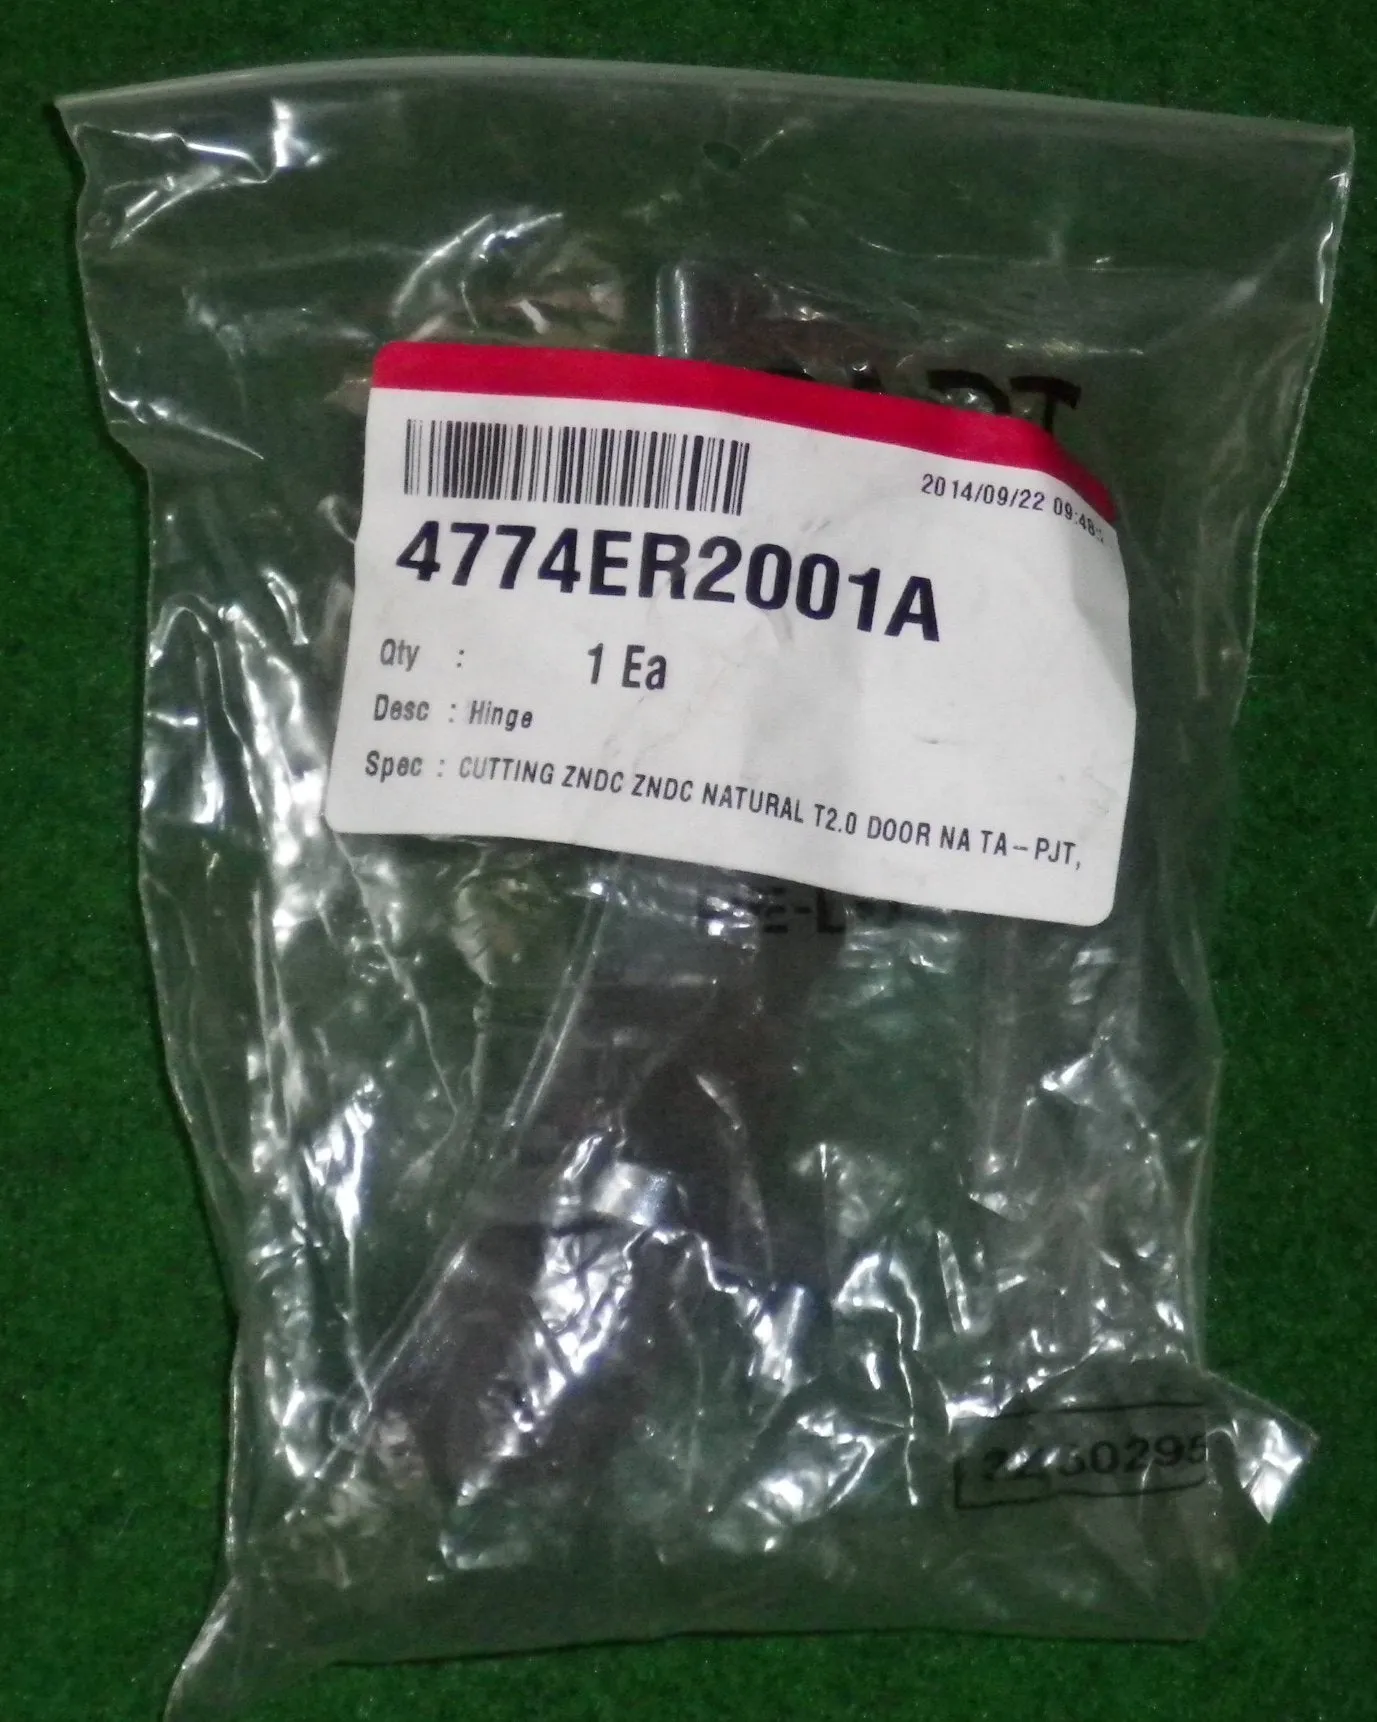 2014/09/22 09:48:
4774ER2001A
Qty : 1 Ea
Desc : Hinge
Spec : CUTTING ZNDC ZNDC NATURAL T2.0 DOOR NA TA-PJT,